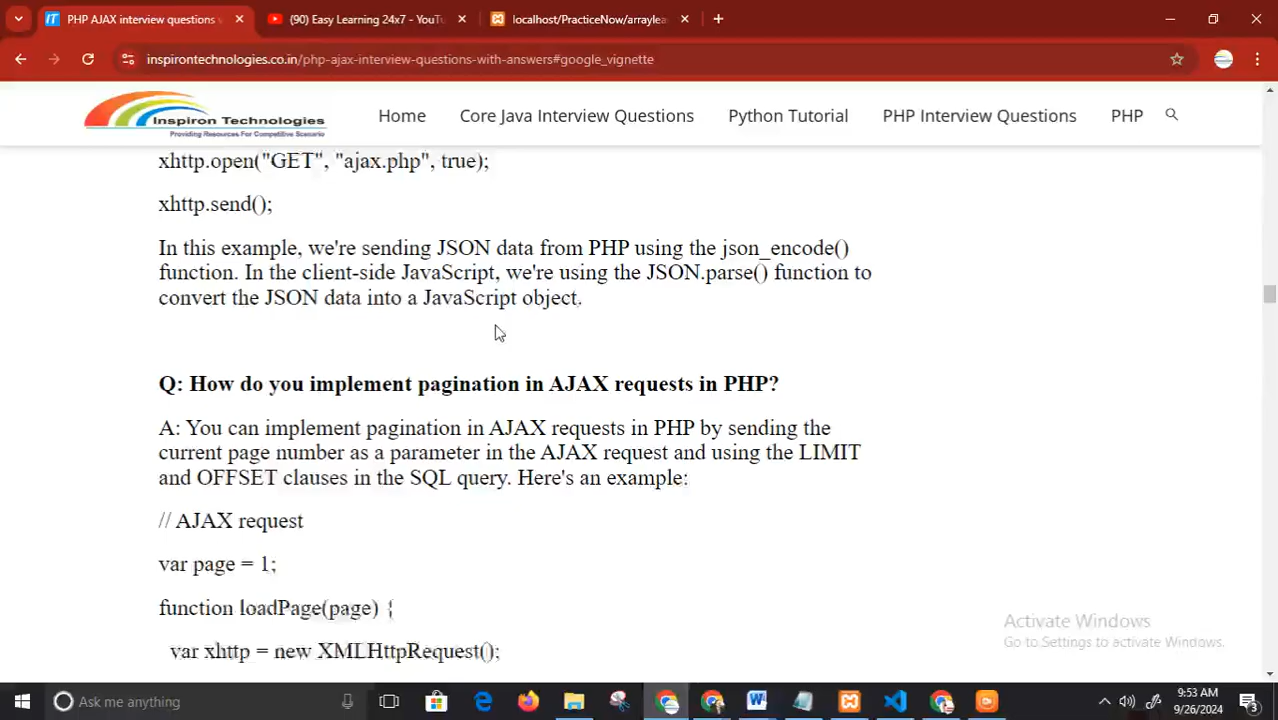 PHP AJAX interview questions w
(90) Easy Learning 24x7 - YouTu
localhost/PracticeNow/arraylea
inspirontechnologies.co.in/php-ajax-interview-questions-with-answers#google_vignette
Inspiron Technologies
Providing Resources For Competitive Scenario
Home
Core Java Interview Questions
Python Tutorial
PHP Interview Questions
PHP
xhttp.open("GET", "ajax.php", true);
xhttp.send();
In this example, we're sending JSON data from PHP using the json_encode()
function. In the client-side JavaScript, we're using the JSON.parse() function to
convert the JSON data into a JavaScript object.
Q: How do you implement pagination in AJAX requests in PHP?
A: You can implement pagination in AJAX requests in PHP by sending the
current page number as a parameter in the AJAX request and using the LIMIT
and OFFSET clauses in the SQL query. Here's an example:
// AJAX request
var page = 1;
function loadPage(page) {
var xhttp = new XMLHttpRequest();
Activate Windows
Go to Settings to activate Windows.
Ask me anything
9:53 AM
9/26/2024
3